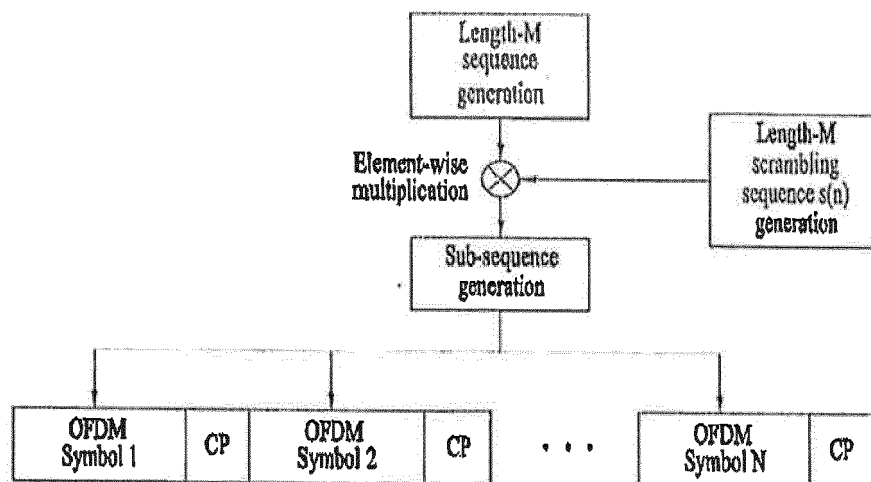 Length-M
sequence
generation
Element-wise
multiplication
Length-M
scrambling
sequence s(n)
generation
Sub-sequence
generation
OFDM
Symbol 1
CP
OFDM
Symbol 2
CP
. . .
OFDM
Symbol N
CP